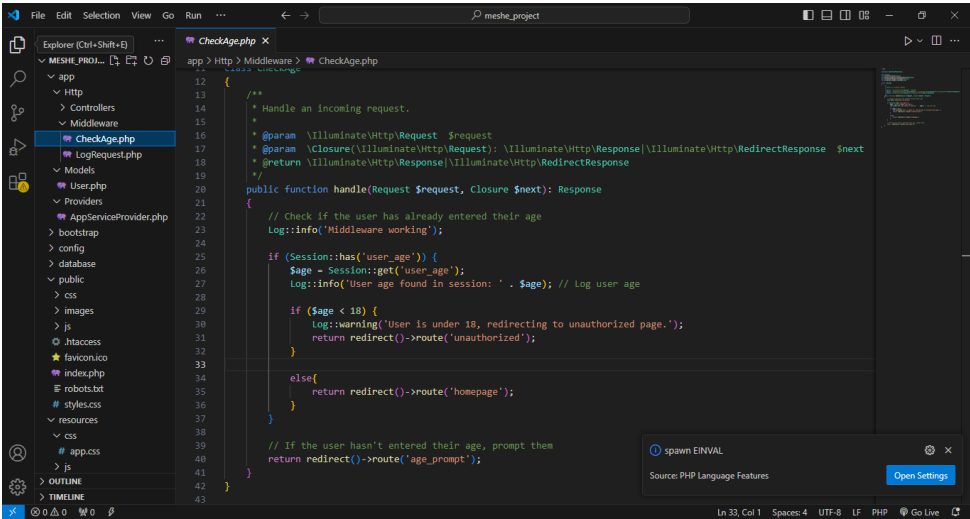 File Edit Selection View Go Run ···
meshe_project
Explorer (Ctrl+Shift+E)
MESHE_PROJ...
app
Http
Controllers
Middleware
CheckAge.php
LogRequest.php
Models
User.php
Providers
AppServiceProvider.php
bootstrap
config
database
public
css
images
js
.htaccess
favicon.ico
index.php
robots.txt
styles.css
resources
css
app.css
js
OUTLINE
TIMELINE
CheckAge.php
app > Http > Middleware > CheckAge.php
11 class CheckAge
12 {
13 /**
14 * Handle an incoming request.
15 *
16 * @param \Illuminate\Http\Request $request
17 * @param \Closure(\Illuminate\Http\Request): \Illuminate\Http\Response|\Illuminate\Http\RedirectResponse $next
18 * @return \Illuminate\Http\Response|\Illuminate\Http\RedirectResponse
19 */
20 public function handle(Request $request, Closure $next): Response
21 {
22 // Check if the user has already entered their age
23 Log::info('Middleware working');
24
25 if (Session::has('user_age')) {
26 $age = Session::get('user_age');
27 Log::info('User age found in session: ' . $age); // Log user age
28
29 if ($age < 18) {
30 Log::warning('User is under 18, redirecting to unauthorized page.');
31 return redirect()->route('unauthorized');
32 }
33
34 else{
35 return redirect()->route('homepage');
36 }
37 }
38
39 // If the user hasn't entered their age, prompt them
40 return redirect()->route('age_prompt');
41 }
42 }
43
spawn EINVAL
Source: PHP Language Features
Open Settings
0 0 0 Ln 33, Col 1 Spaces: 4 UTF-8 LF PHP Go Live